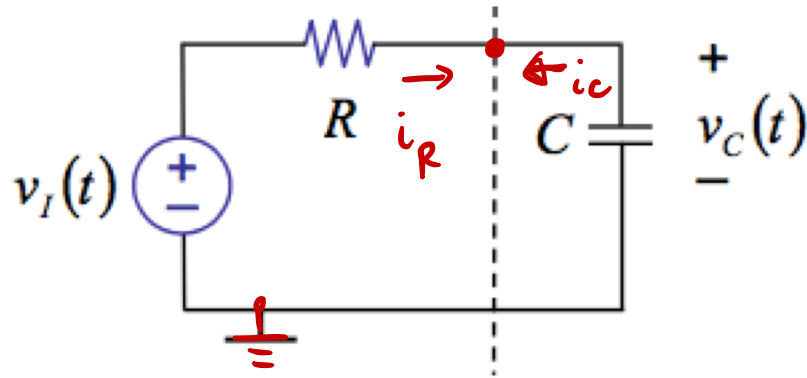 R
i_R
i_C
C
+
v_C(t)
−
v_I(t)
+
−